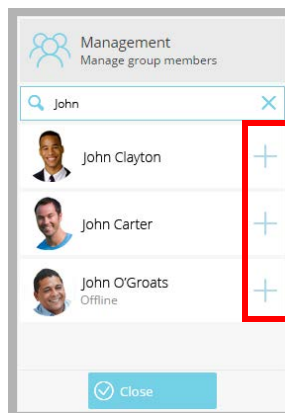 Management
Manage group members
John
John Clayton
John Carter
John O'Groats
Offline
Close